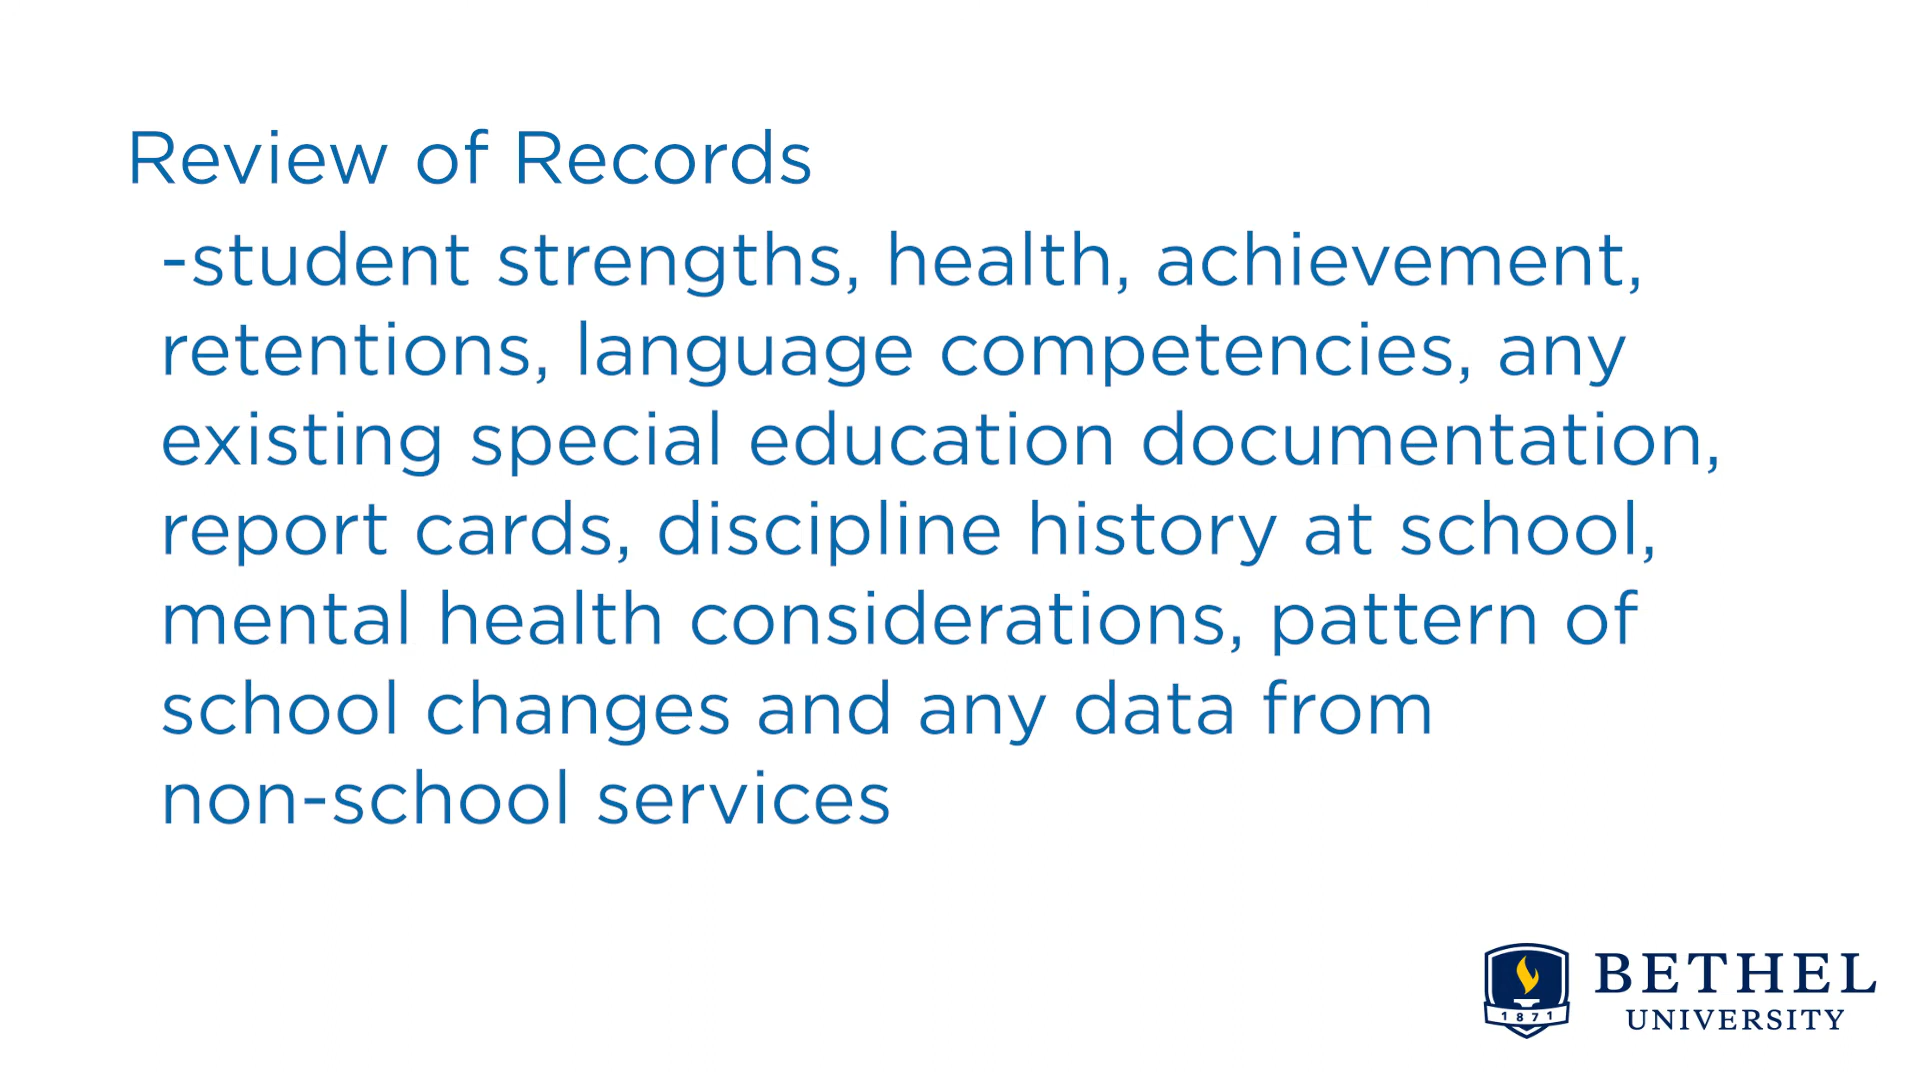 Review of Records
-student strengths, health, achievement,
retentions, language competencies, any
existing special education documentation,
report cards, discipline history at school,
mental health considerations, pattern of
school changes and any data from
non-school services
1871
BETHEL
UNIVERSITY